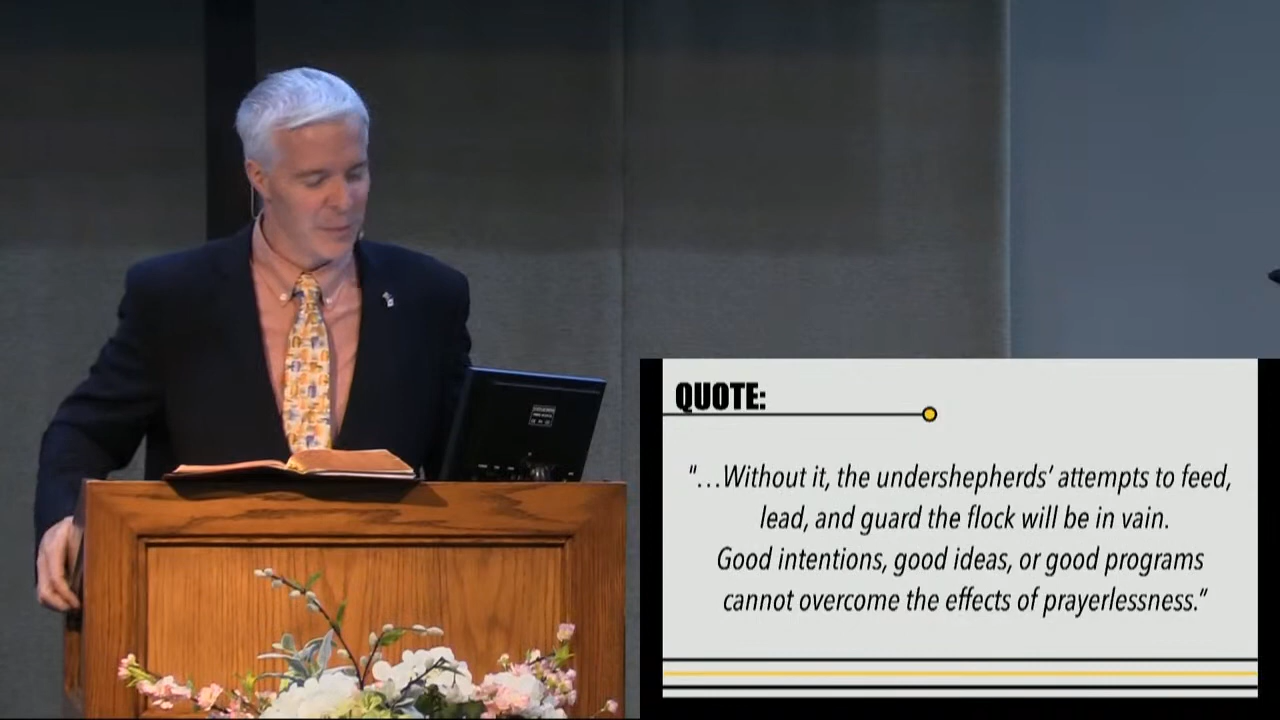 QUOTE:
"...Without it, the undershepherds' attempts to feed,
lead, and guard the flock will be in vain.
Good intentions, good ideas, or good programs
cannot overcome the effects of prayerlessness."